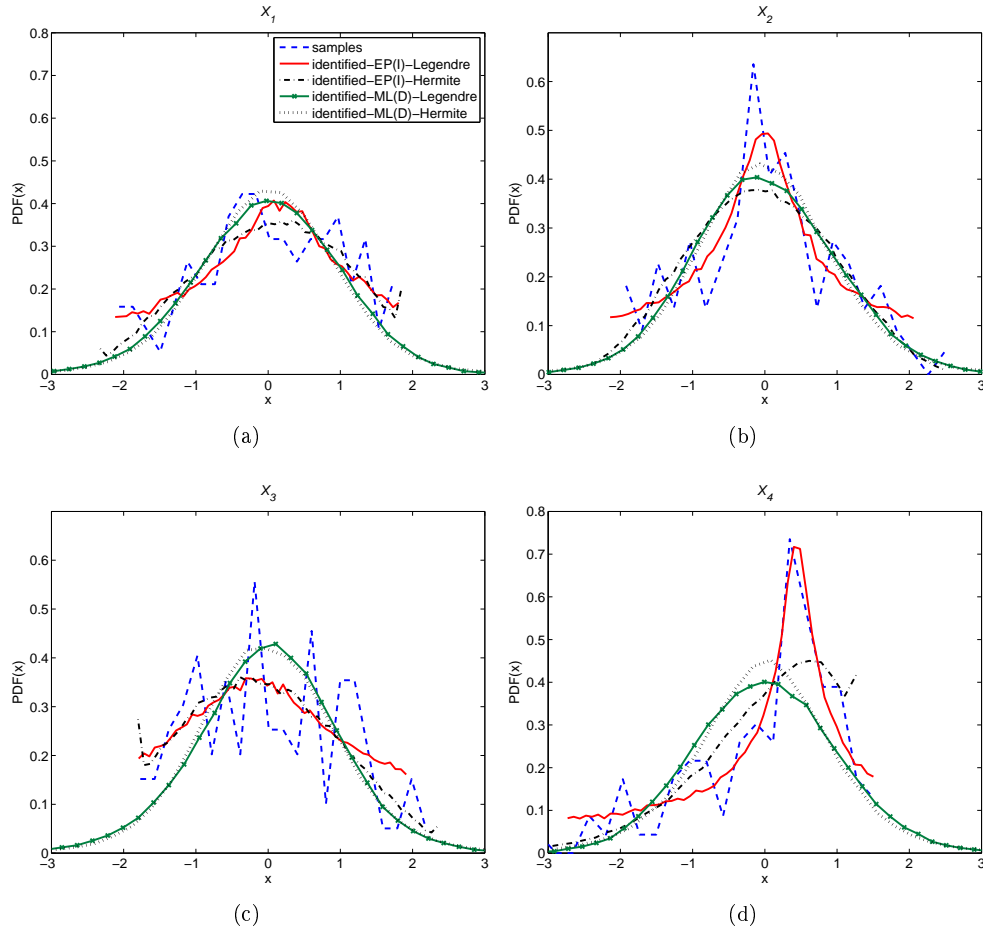 X1
0.8
0.7
0.6
0.5
0.4
0.3
0.2
0.1
0
PDF(x)
samples
identified−EP(I)−Legendre
identified−EP(I)−Hermite
identified−ML(D)−Legendre
identified−ML(D)−Hermite
−3 −2 −1 0 1 2 3
x
(a)
X2
0.6
0.5
0.4
0.3
0.2
0.1
0
PDF(x)
−3 −2 −1 0 1 2 3
x
(b)
X3
0.6
0.5
0.4
0.3
0.2
0.1
0
PDF(x)
−3 −2 −1 0 1 2 3
x
(c)
X4
0.8
0.7
0.6
0.5
0.4
0.3
0.2
0.1
0
PDF(x)
−3 −2 −1 0 1 2 3
x
(d)